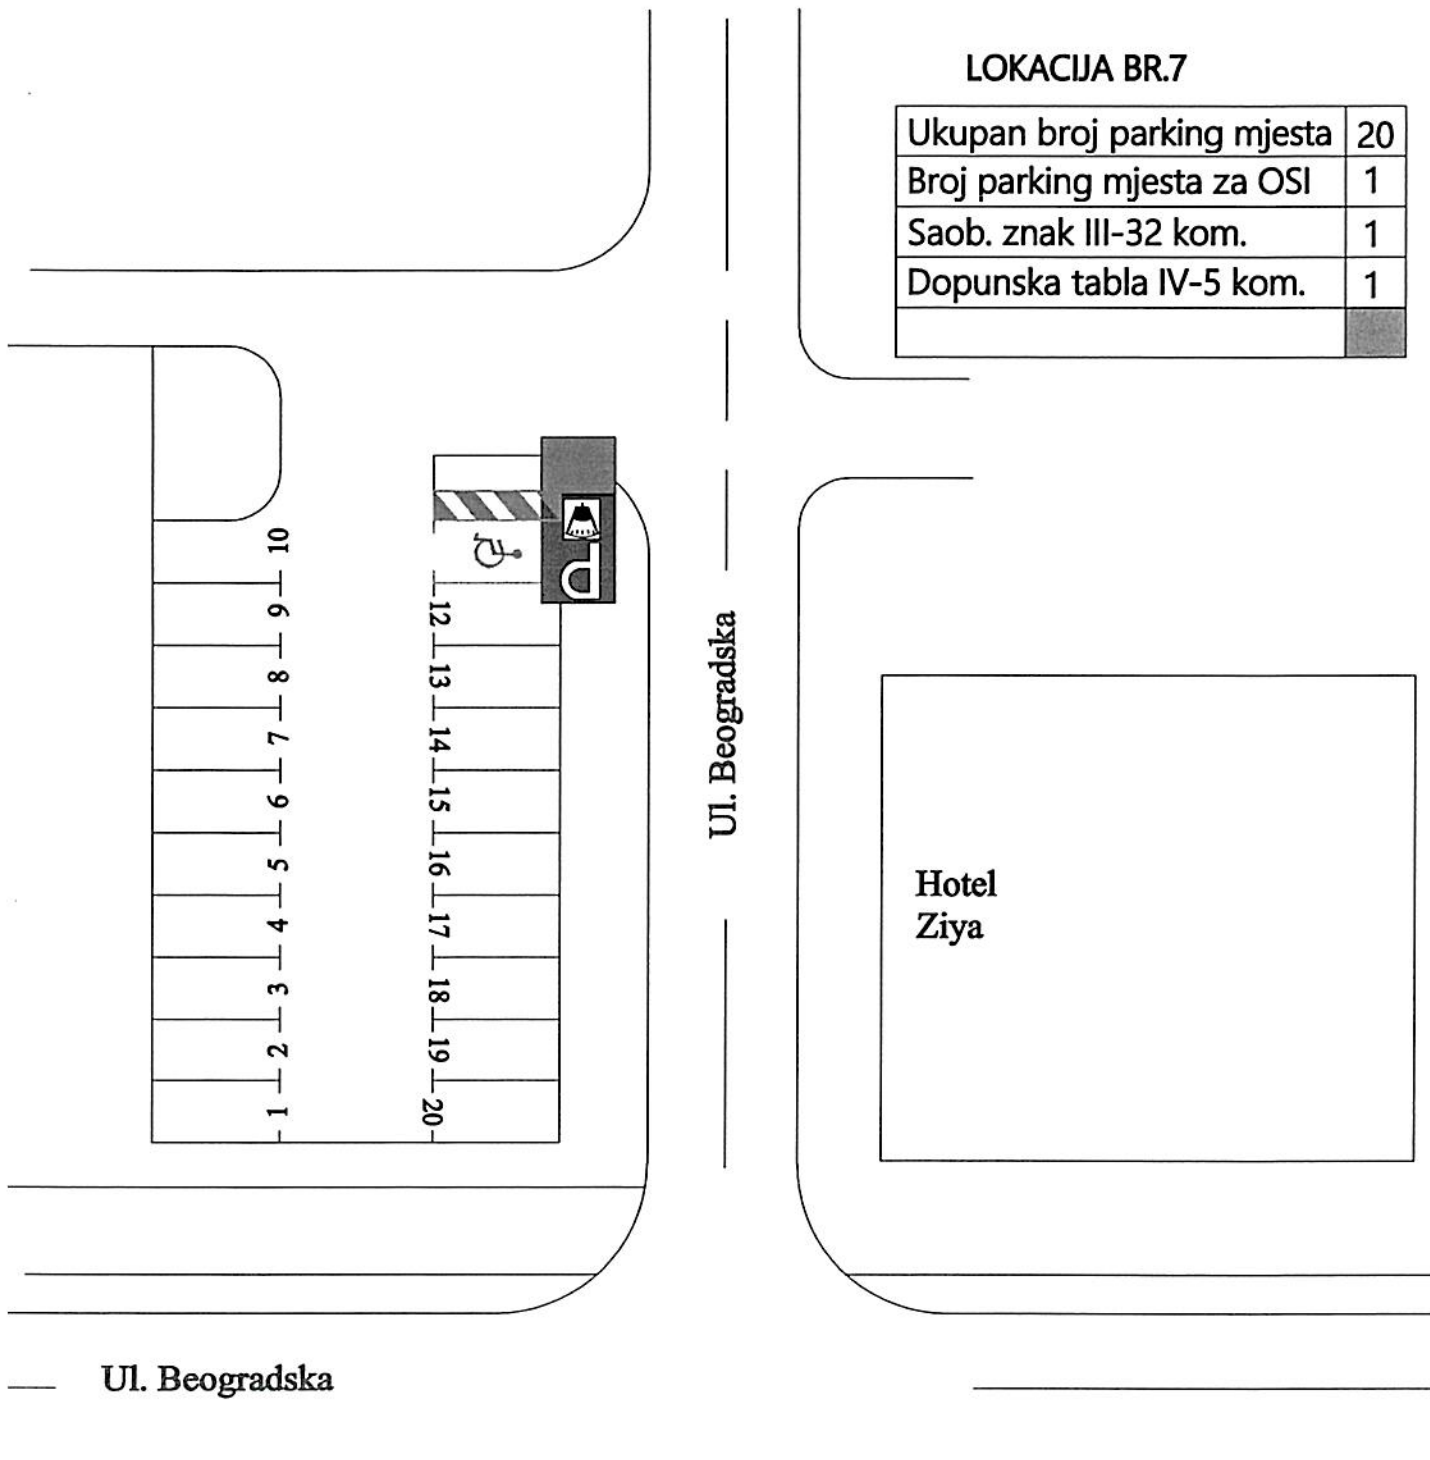 LOKACIJA BR.7
Ukupan broj parking mjesta 20
Broj parking mjesta za OSI 1
Saob. znak III-32 kom. 1
Dopunska tabla IV-5 kom. 1
P
10
9
8
7
6
5
4
3
2
1
12
13
14
15
16
17
18
19
20
Ul. Beogradska
Hotel
Ziya
Ul. Beogradska